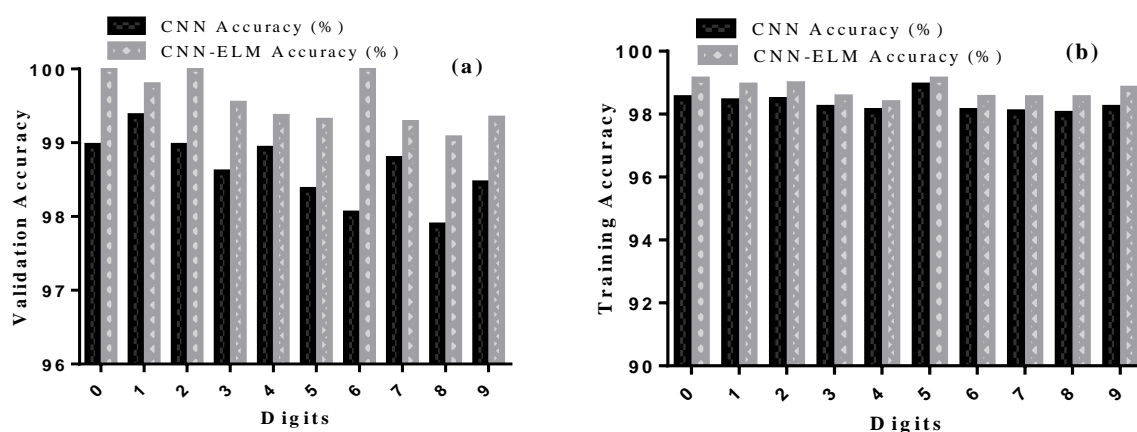 CNN Accuracy (%)
CNN-ELM Accuracy (%)
(a)
100
99
98
97
96
Validation Accuracy
0 1 2 3 4 5 6 7 8 9
Digits
CNN Accuracy (%)
CNN-ELM Accuracy (%)
(b)
100
98
96
94
92
90
Training Accuracy
0 1 2 3 4 5 6 7 8 9
Digits